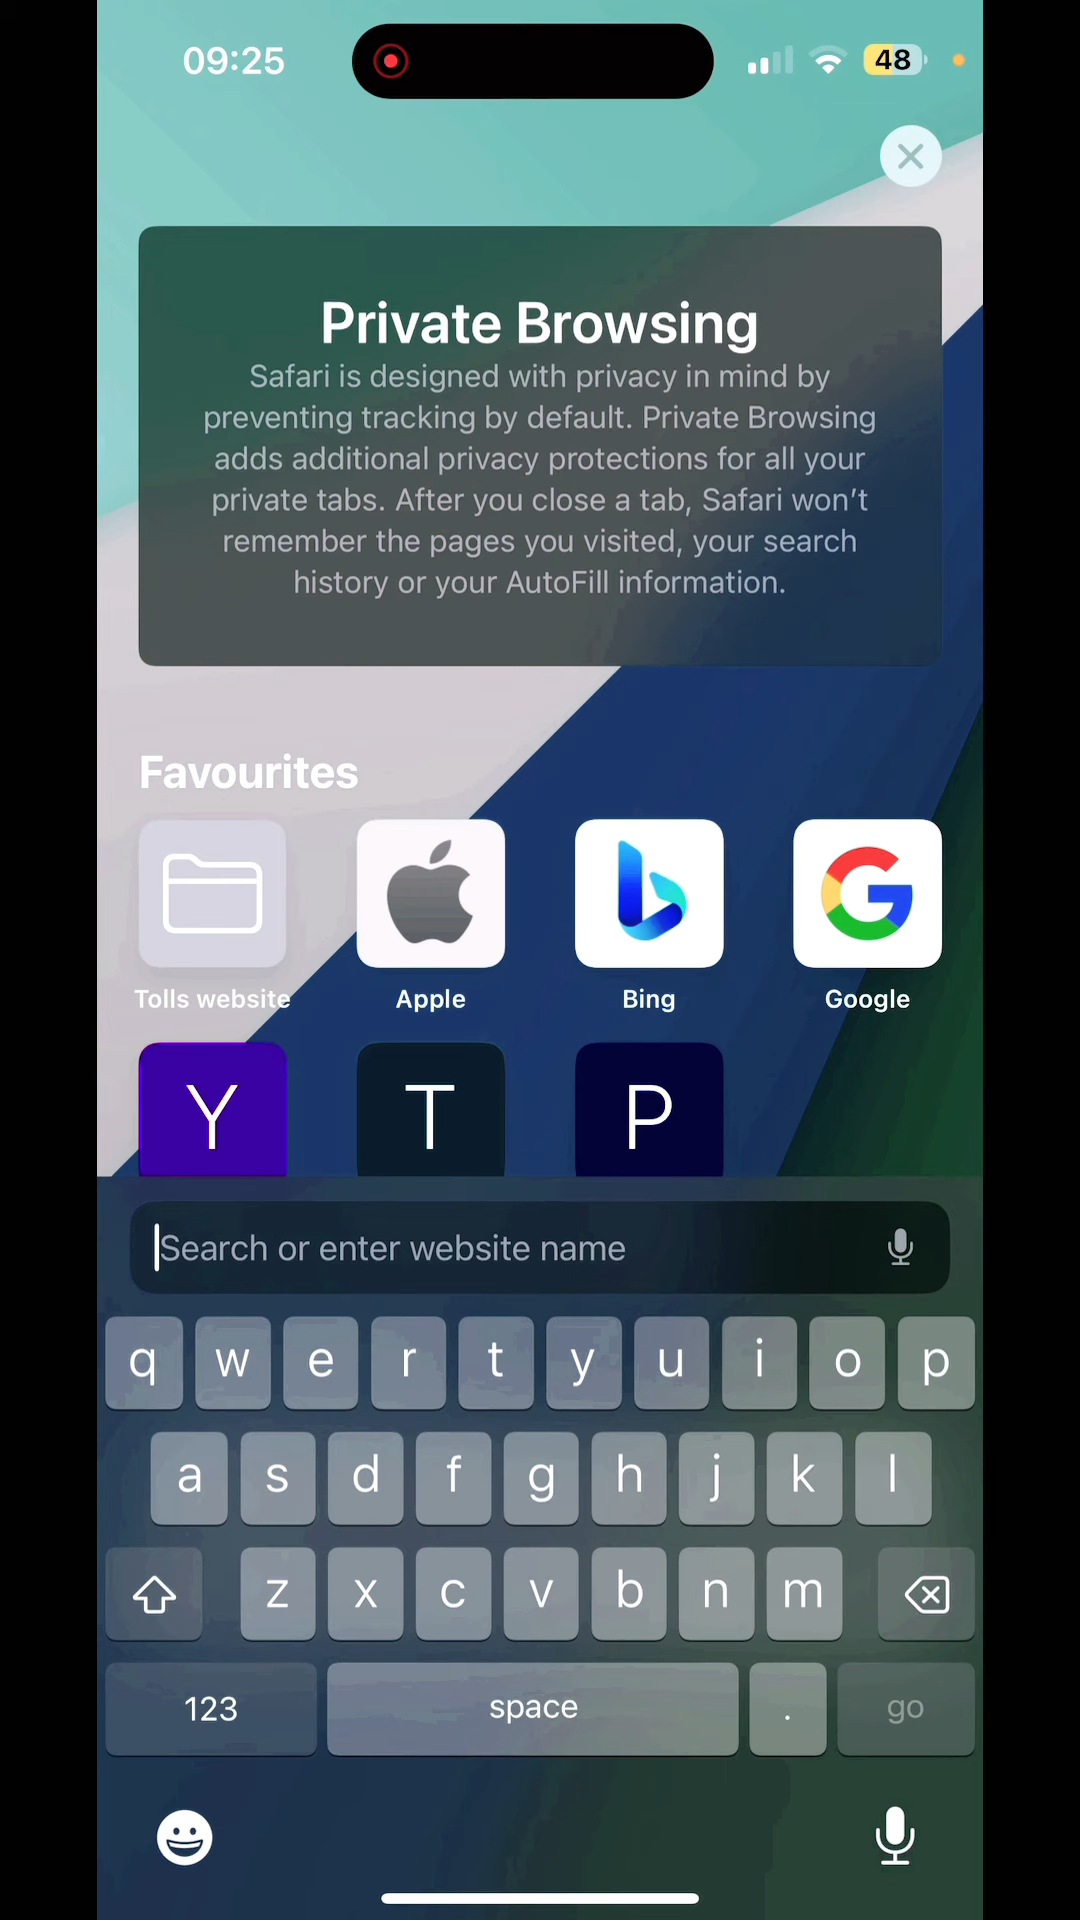 09:25
48
Private Browsing
Safari is designed with privacy in mind by
preventing tracking by default. Private Browsing
adds additional privacy protections for all your
private tabs. After you close a tab, Safari won’t
remember the pages you visited, your search
history or your AutoFill information.
Favourites
Tolls website Apple Bing Google
Y T P
Search or enter website name
q w e r t y u i o p
a s d f g h j k l
z x c v b n m
123 space . go